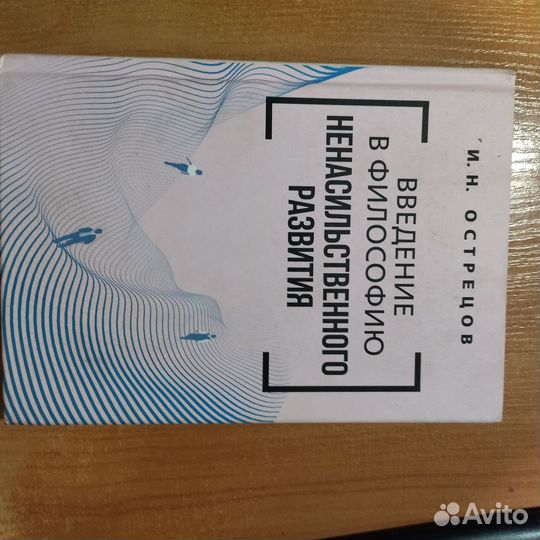 И. Н. ОСТРЕЦОВ
ВВЕДЕНИЕ
В ФИЛОСОФИЮ
НЕНАСИЛЬСТВЕННОГО
РАЗВИТИЯ
Avito